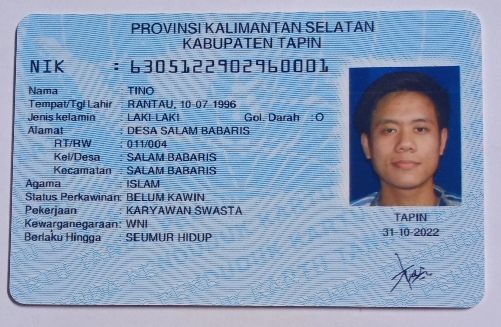 PROVINSI KALIMANTAN SELATAN
KABUPATEN TAPIN
NIK : 6305122902960001
Nama : TINO
Tempat/Tgl Lahir : RANTAU, 10-07-1996
Jenis kelamin : LAKI LAKI Gol. Darah : O
Alamat : DESA SALAM BABARIS
RT/RW : 011/004
Kel/Desa : SALAM BABARIS
Kecamatan : SALAM BABARIS
Agama : ISLAM
Status Perkawinan: BELUM KAWIN
Pekerjaan : KARYAWAN SWASTA
Kewarganegaraan: WNI
Berlaku Hingga : SEUMUR HIDUP
TAPIN
31-10-2022